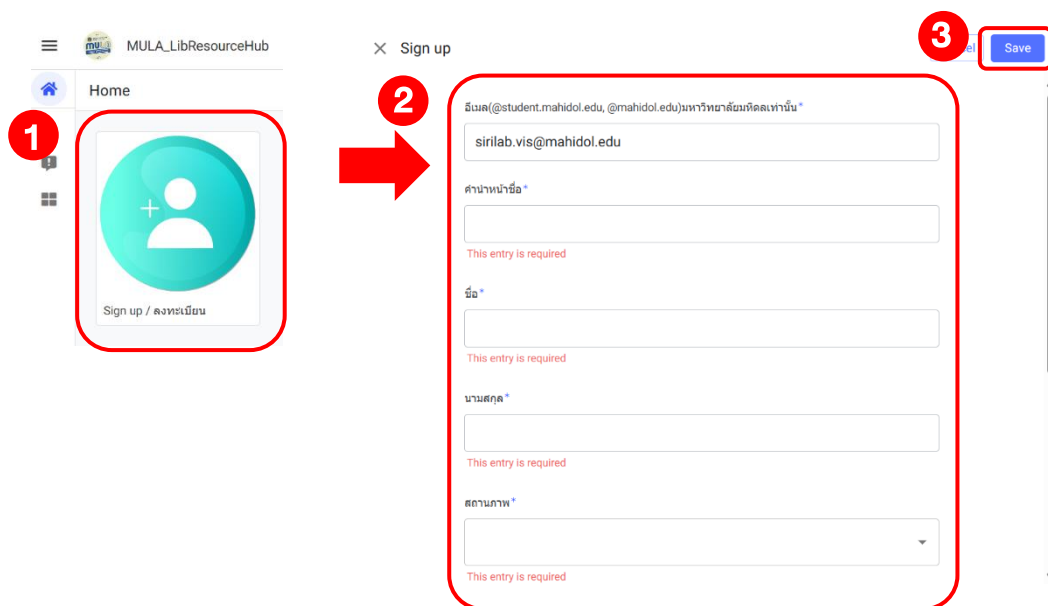 MULA_LibResourceHub
Home
1
Sign up / ลงทะเบียน
Sign up
3
el
Save
2
อีเมล(@student.mahidol.edu, @mahidol.edu)มหาวิทยาลัยมหิดลเท่านั้น*
sirilab.vis@mahidol.edu
คำนำหน้าชื่อ*
This entry is required
ชื่อ*
This entry is required
นามสกุล*
This entry is required
สถานภาพ*
This entry is required